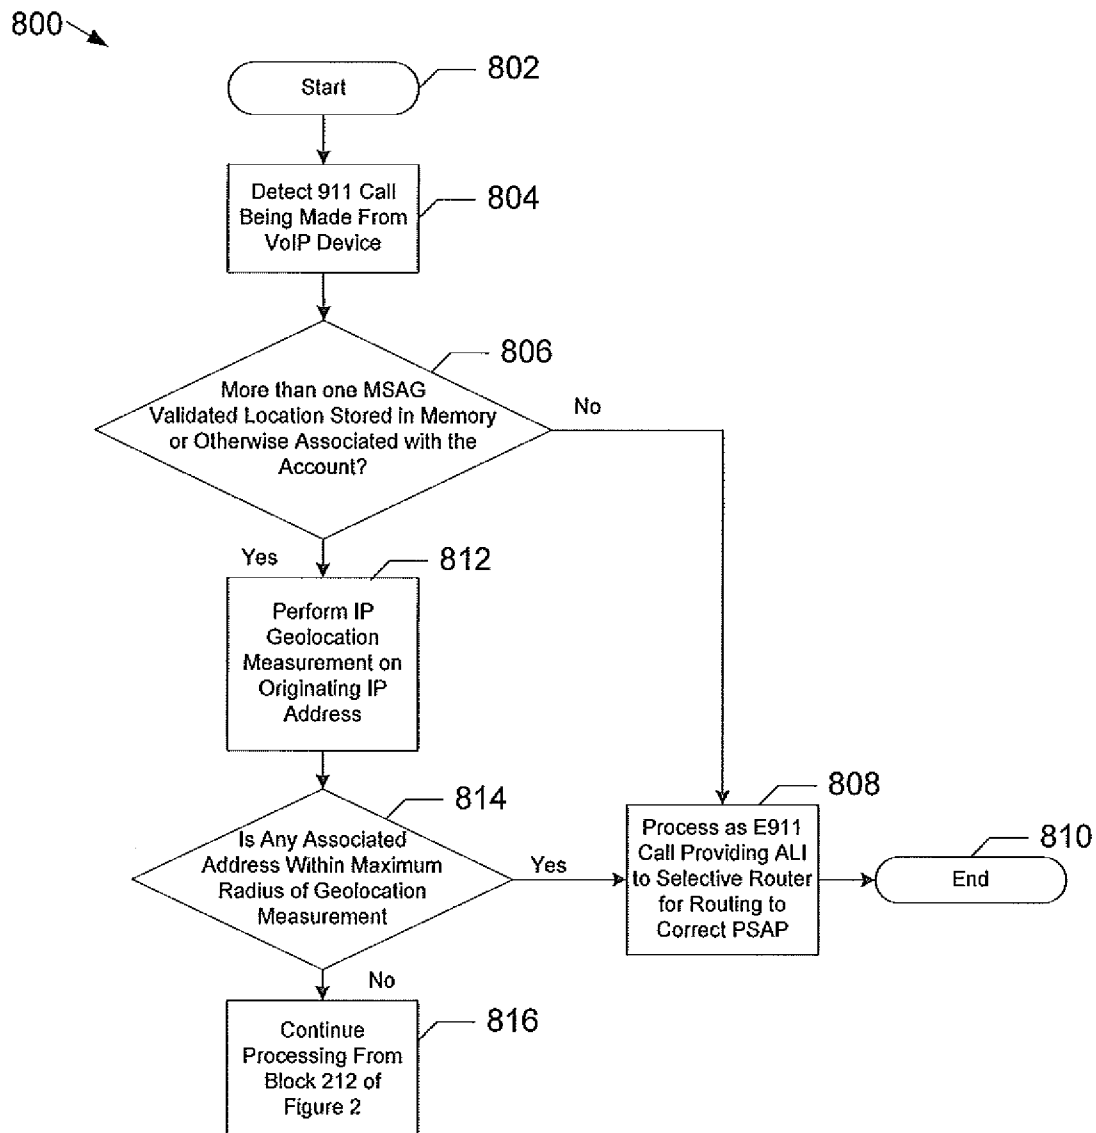 800
Start
802
Detect 911 Call
Being Made From
VoIP Device
804
806
More than one MSAG
Validated Location Stored in Memory
or Otherwise Associated with the
Account?
No
Yes
812
Perform IP
Geolocation
Measurement on
Originating IP
Address
814
Is Any Associated
Address Within Maximum
Radius of Geolocation
Measurement
Yes
808
Process as E911
Call Providing ALI
to Selective Router
for Routing to
Correct PSAP
810
End
No
Continue
Processing From
Block 212 of
Figure 2
816